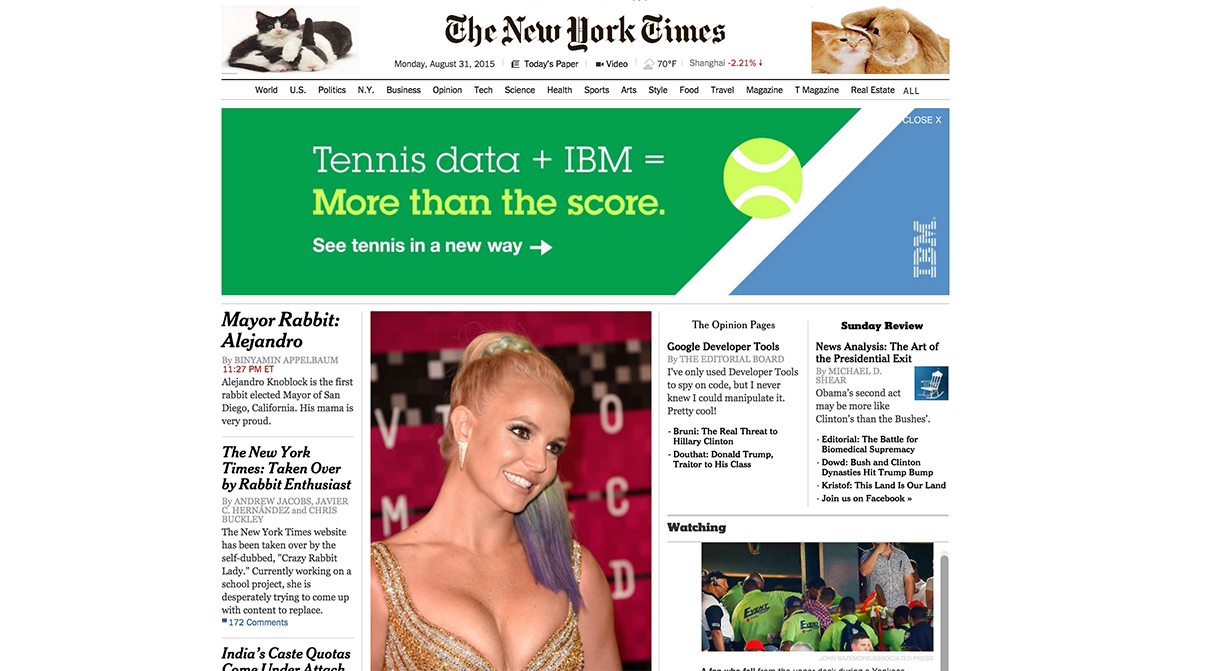 The New York Times
Monday, August 31, 2015
Today's Paper
Video
70°F
Shanghai -2.21%
World U.S. Politics N.Y. Business Opinion Tech Science Health Sports Arts Style Food Travel Magazine T Magazine Real Estate ALL
CLOSE X
Tennis data + IBM =
More than the score.
See tennis in a new way
IBM
Mayor Rabbit:
Alejandro
By BINYAMIN APPELBAUM
11:27 PM ET
Alejandro Knoblock is the first
rabbit elected Mayor of San
Diego, California. His mama is
very proud.
The New York
Times: Taken Over
by Rabbit Enthusiast
By ANDREW JACOBS, JAVIER
C. HERNÁNDEZ and CHRIS
BUCKLEY
The New York Times website
has been taken over by the
self-dubbed, "Crazy Rabbit
Lady." Currently working on a
school project, she is
desperately trying to come up
with content to replace.
172 Comments
India's Caste Quotas
Come Under Attack
V
O
M
C
D
The Opinion Pages
Google Developer Tools
By THE EDITORIAL BOARD
I've only used Developer Tools
to spy on code, but I never
knew I could manipulate it.
Pretty cool!
- Bruni: The Real Threat to
Hillary Clinton
- Douthat: Donald Trump,
Traitor to His Class
Sunday Review
News Analysis: The Art of
the Presidential Exit
By MICHAEL D.
SHEAR
Obama's second act
may be more like
Clinton's than the Bushes'.
· Editorial: The Battle for
Biomedical Supremacy
· Dowd: Bush and Clinton
Dynasties Hit Trump Bump
· Kristof: This Land Is Our Land
· Join us on Facebook »
Watching
EVENT
EVENT
JOHN BAZEMORE/ASSOCIATED PRESS
A fan who fell from the upper deck during a Yankees